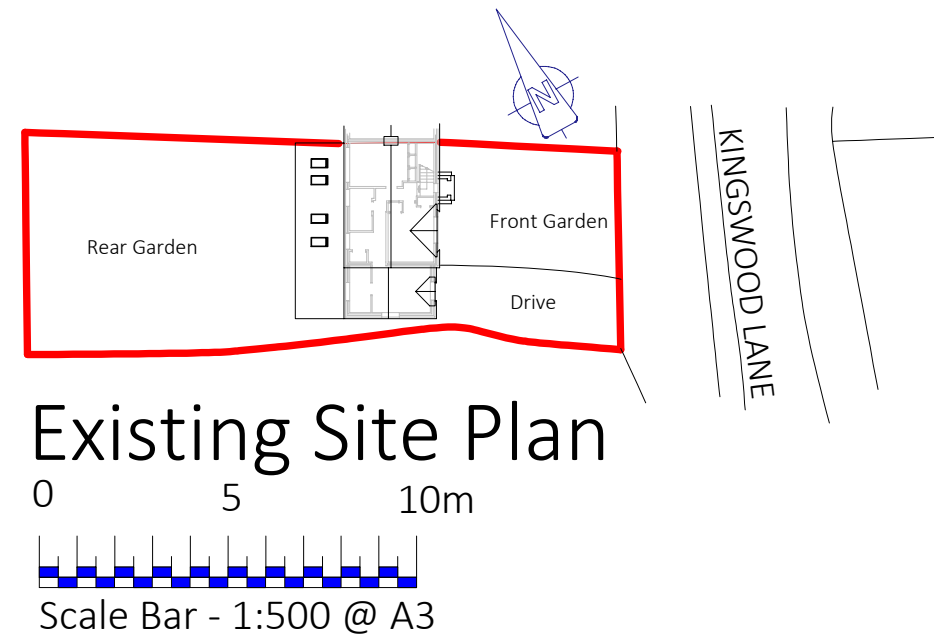 N
KINGSWOOD LANE
Front Garden
Rear Garden
Drive
Existing Site Plan
0 5 10m
Scale Bar - 1:500 @ A3